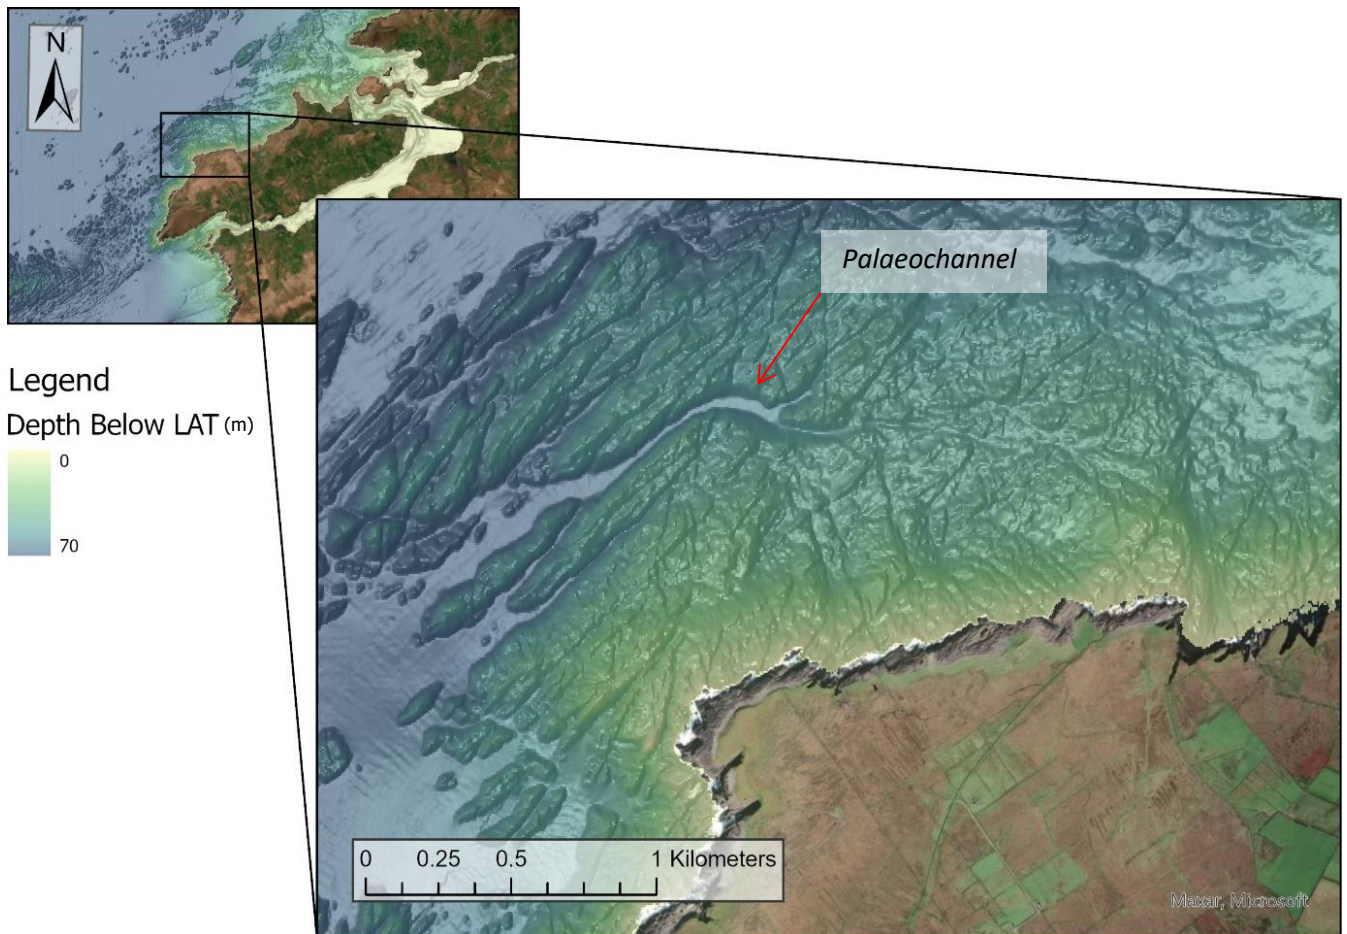 N
Palaeochannel
Legend
Depth Below LAT (m)
0
70
0 0.25 0.5 1 Kilometers
Maxar, Microsoft